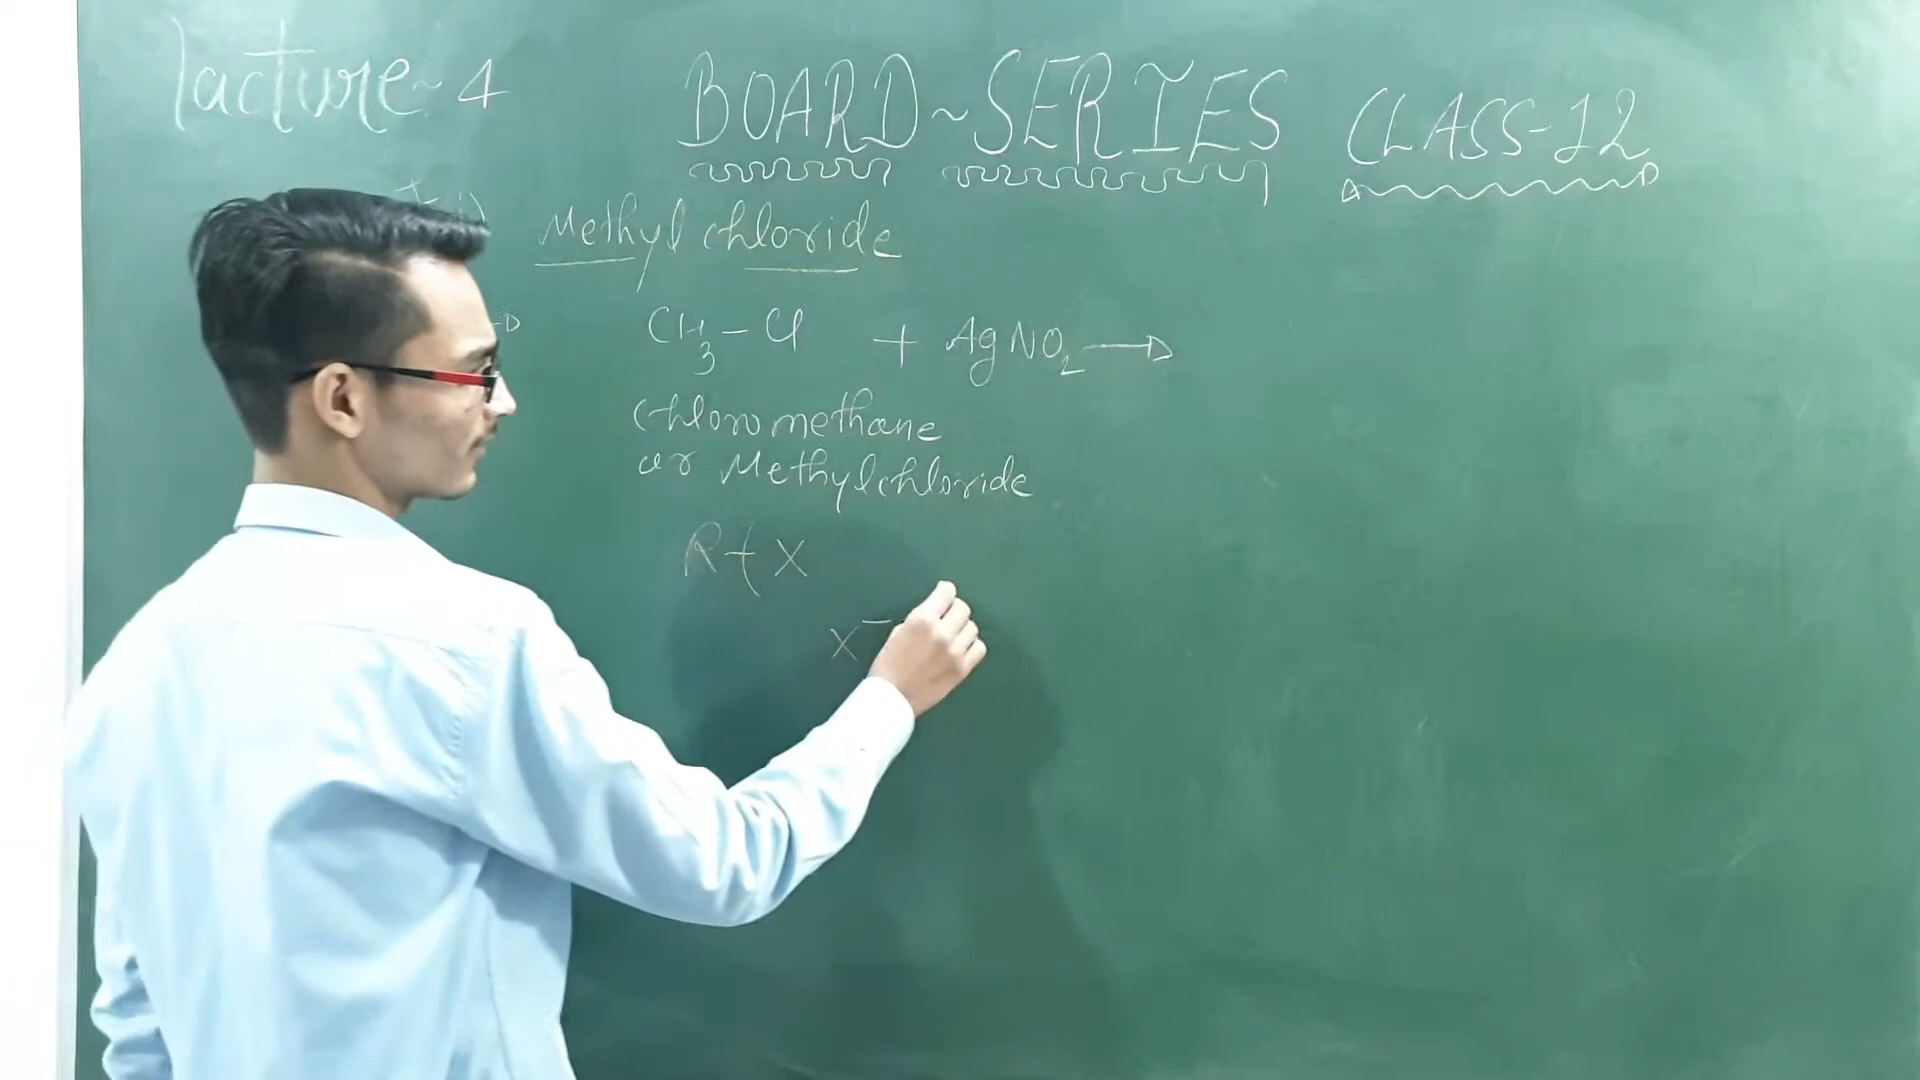 lacture~4
BOARD~SERIES CLASS-12
Methyl chloride
CH3-Cl + AgNO2 →
chloromethane
or Methylchloride
R-X
X-